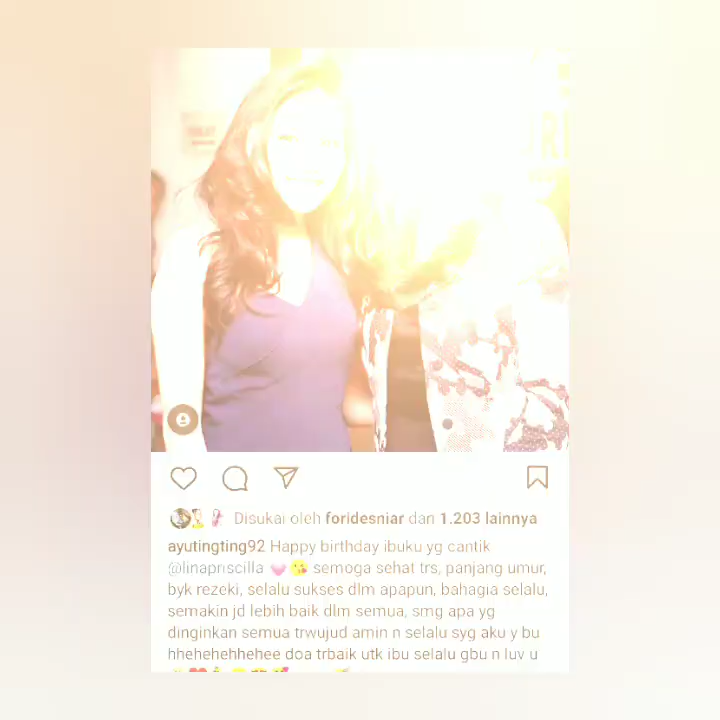 Disukai oleh foridesniar dan 1.203 lainnya
ayutingting92 Happy birthday ibuku yg cantik
@linapriscilla 💗😘 semoga sehat trs, panjang umur,
byk rezeki, selalu sukses dlm apapun, bahagia selalu,
semakin jd lebih baik dlm semua, smg apa yg
dinginkan semua trwujud amin n selalu syg aku y bu
hhehehehhehee doa trbaik utk ibu selalu gbu n luv u